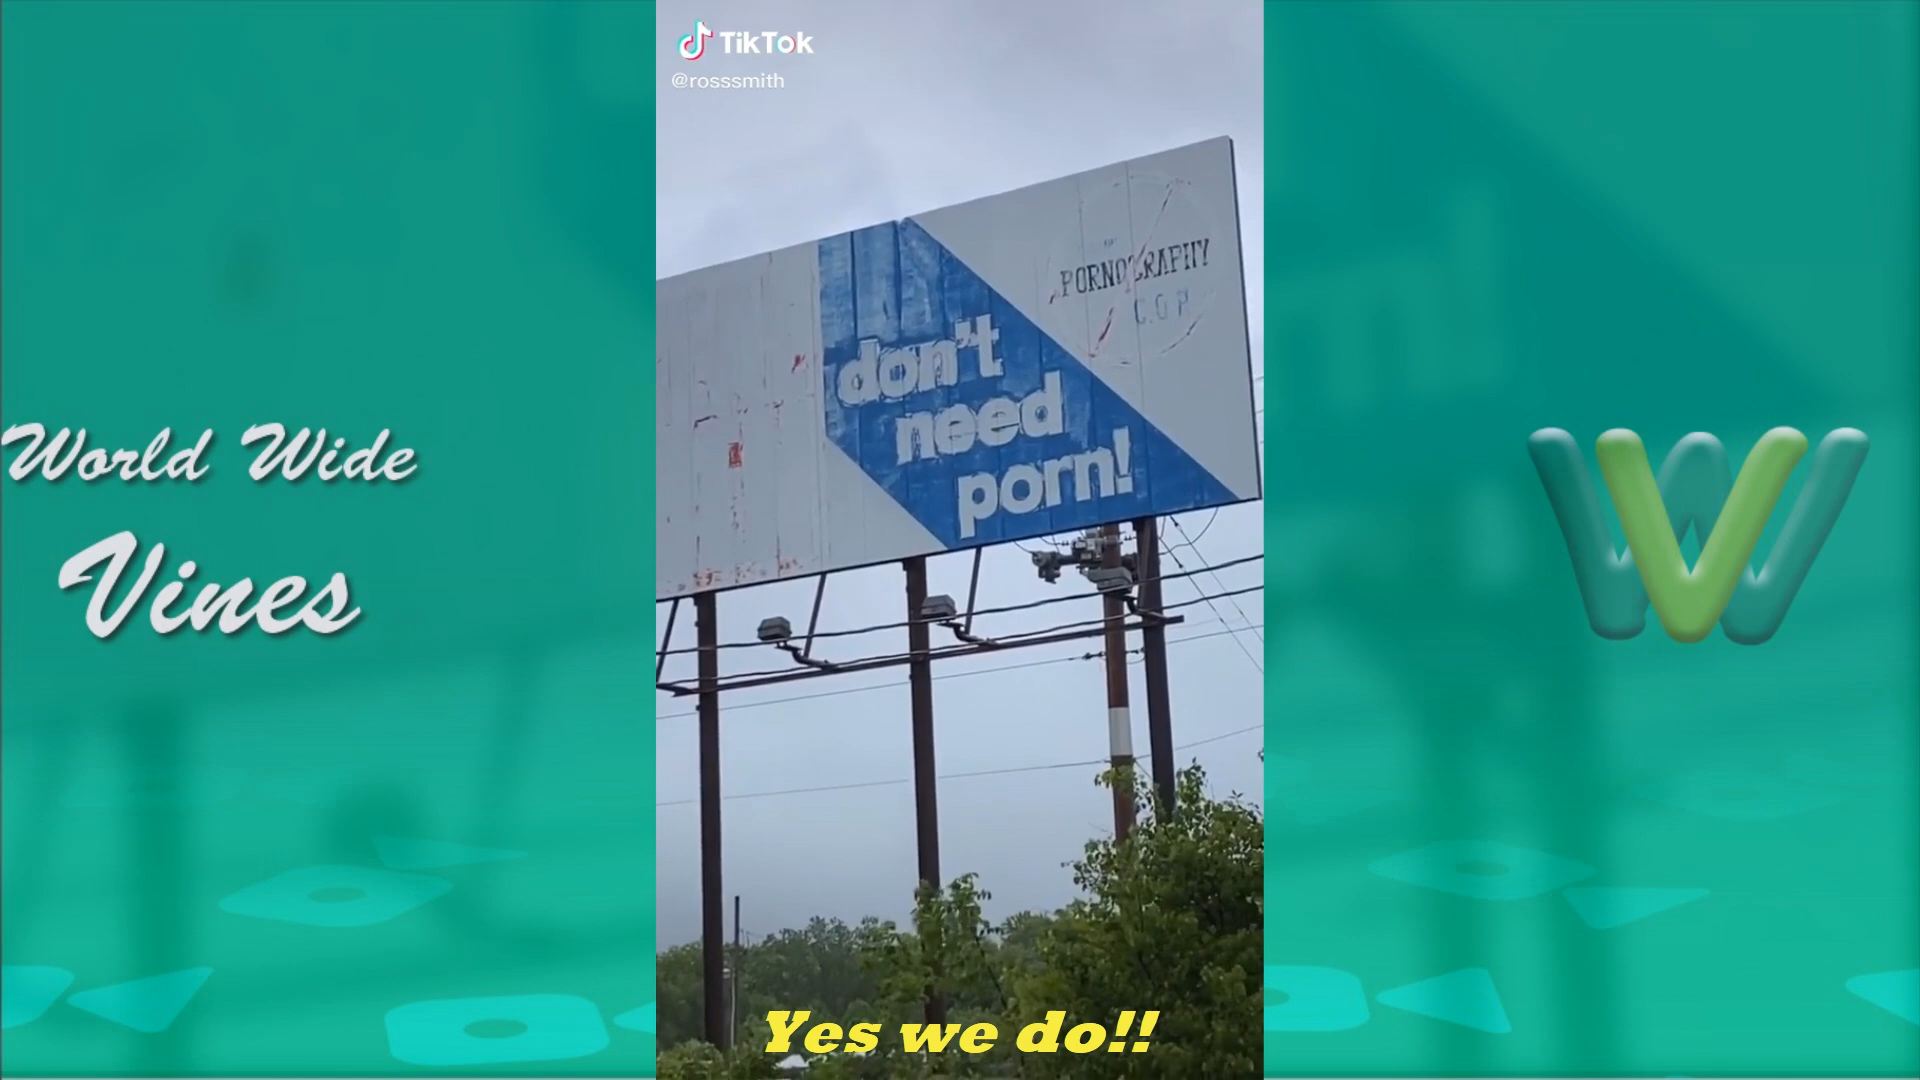 TikTok
@rosssmith
PORNOGRAPHY
C.O.P.
don't
need
porn!
World Wide
Vines
Yes we do!!